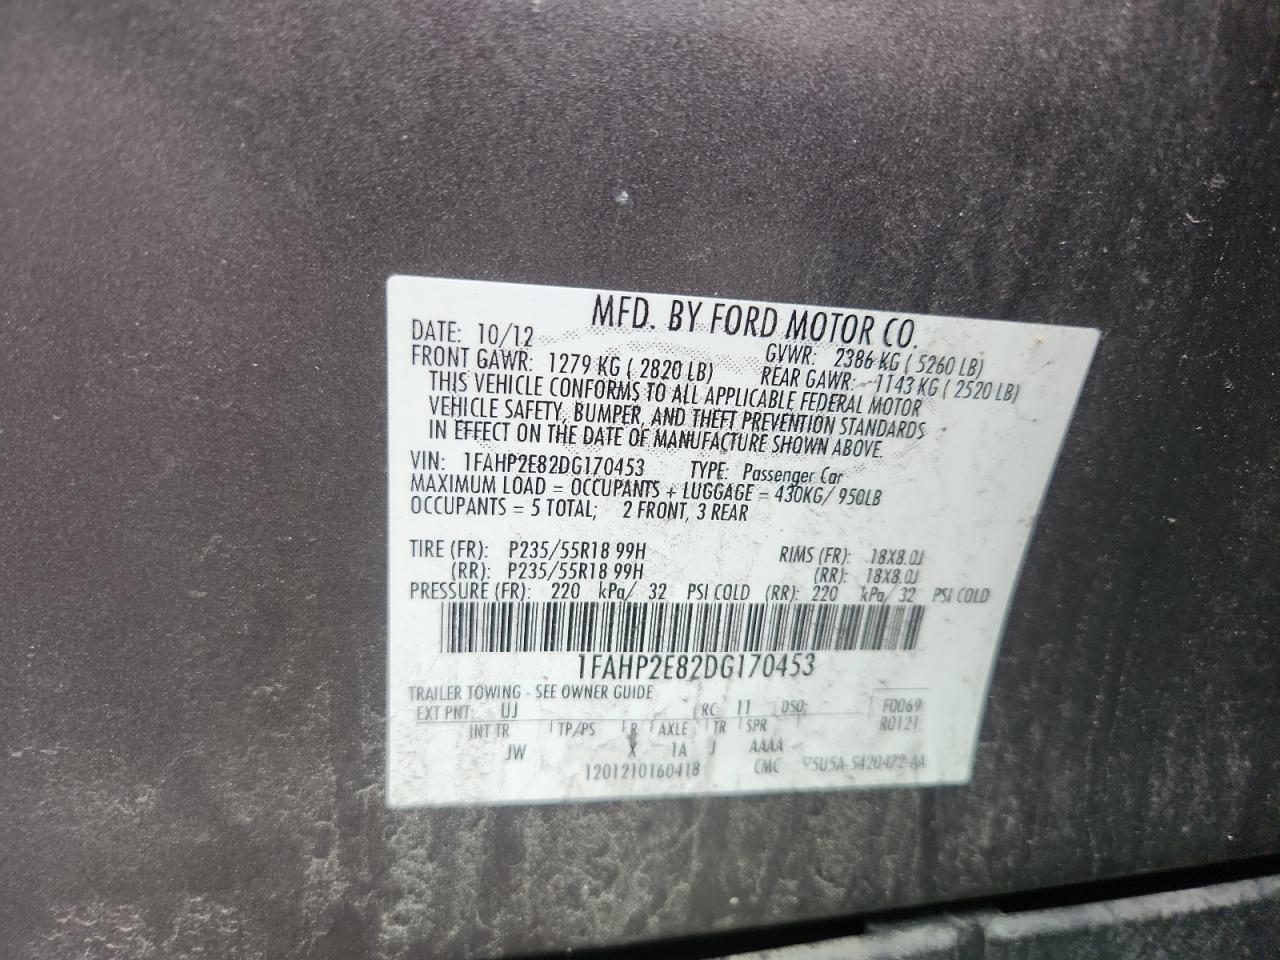 MFD. BY FORD MOTOR CO.
DATE: 10/12 GVWR: 2386 KG ( 5260 LB)
FRONT GAWR: 1279 KG ( 2820 LB) REAR GAWR: 1143 KG ( 2520 LB)
THIS VEHICLE CONFORMS TO ALL APPLICABLE FEDERAL MOTOR
VEHICLE SAFETY, BUMPER, AND THEFT PREVENTION STANDARDS
IN EFFECT ON THE DATE OF MANUFACTURE SHOWN ABOVE.
VIN: 1FAHP2E82DG170453 TYPE: Passenger Car
MAXIMUM LOAD = OCCUPANTS + LUGGAGE = 430KG/ 950LB
OCCUPANTS = 5 TOTAL; 2 FRONT, 3 REAR
TIRE (FR): P235/55R18 99H RIMS (FR): 18X8.0J
(RR): P235/55R18 99H (RR): 18X8.0J
PRESSURE (FR): 220 kPa/ 32 PSI COLD (RR): 220 kPa/ 32 PSI COLD
1FAHP2E82DG170453
TRAILER TOWING - SEE OWNER GUIDE
EXT PNT: UJ RC: 11 DSO: F0069
INT TR TP/PS R AXLE TR SPR R0121
JW X 1A J AAAA
1201210160418 CMC 5U5A-5420472-AA